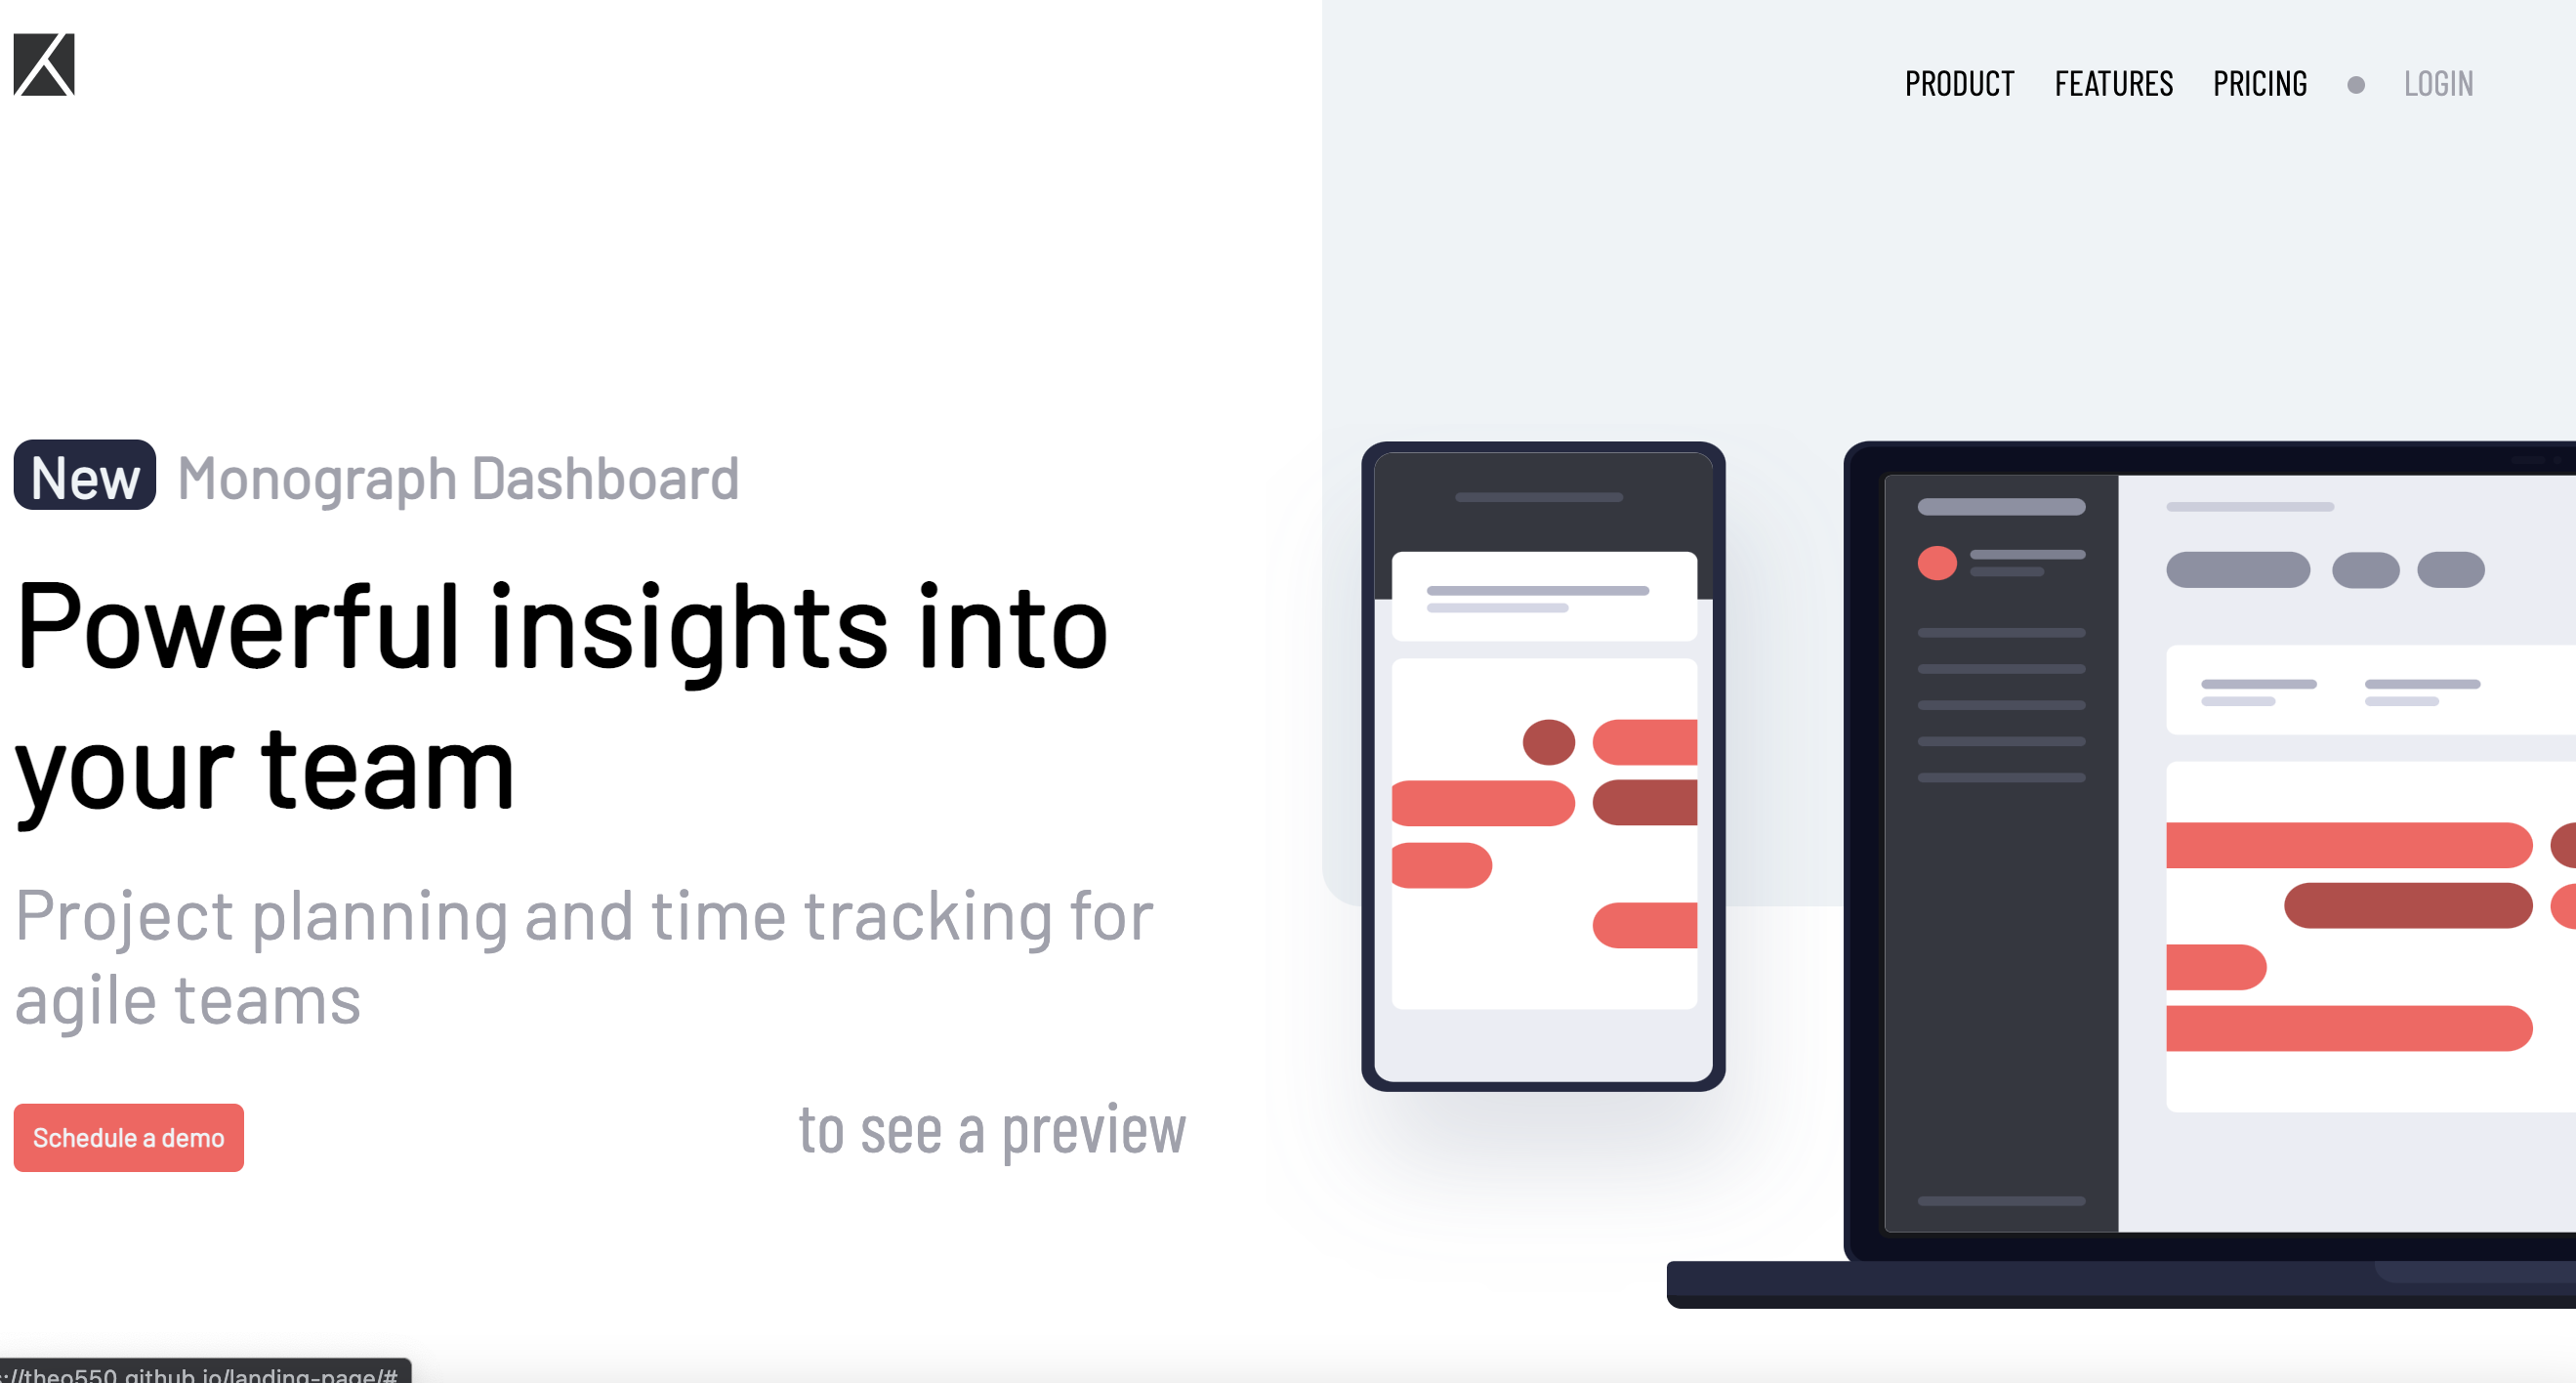 PRODUCT FEATURES PRICING LOGIN
New Monograph Dashboard
Powerful insights into
your team
Project planning and time tracking for
agile teams
Schedule a demo
to see a preview
://theo550.github.io/landing-page/#